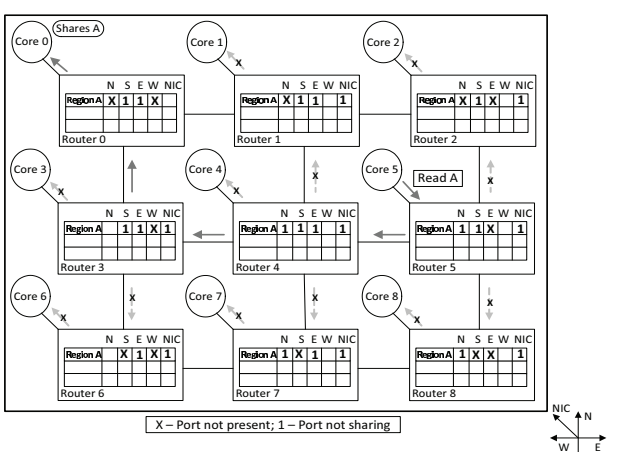 Core 0
Shares A
Core 1
Core 2
x
x
N S E W NIC
N S E W NIC
N S E W NIC
Region A X 1 1 X
Region A X 1 1 1
Region A X 1 X 1
Router 0
Router 1
Router 2
Core 3
Core 4
Core 5
Read A
x
x
x
x
N S E W NIC
N S E W NIC
N S E W NIC
Region A 1 1 X 1
Region A 1 1 1 1
Region A 1 1 X 1
Router 3
Router 4
Router 5
Core 6
Core 7
Core 8
x
x
x
x
x
x
N S E W NIC
N S E W NIC
N S E W NIC
Region A X 1 X 1
Region A 1 X 1 1
Region A 1 X X 1
Router 6
Router 7
Router 8
X – Port not present; 1 – Port not sharing
NIC
N
W
E